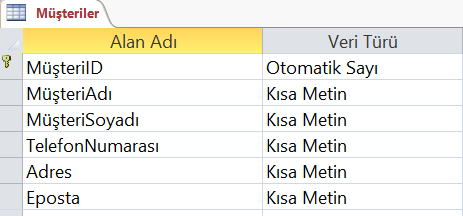 Müşteriler
Alan Adı Veri Türü
MüşteriID Otomatik Sayı
MüşteriAdı Kısa Metin
MüşteriSoyadı Kısa Metin
TelefonNumarası Kısa Metin
Adres Kısa Metin
Eposta Kısa Metin